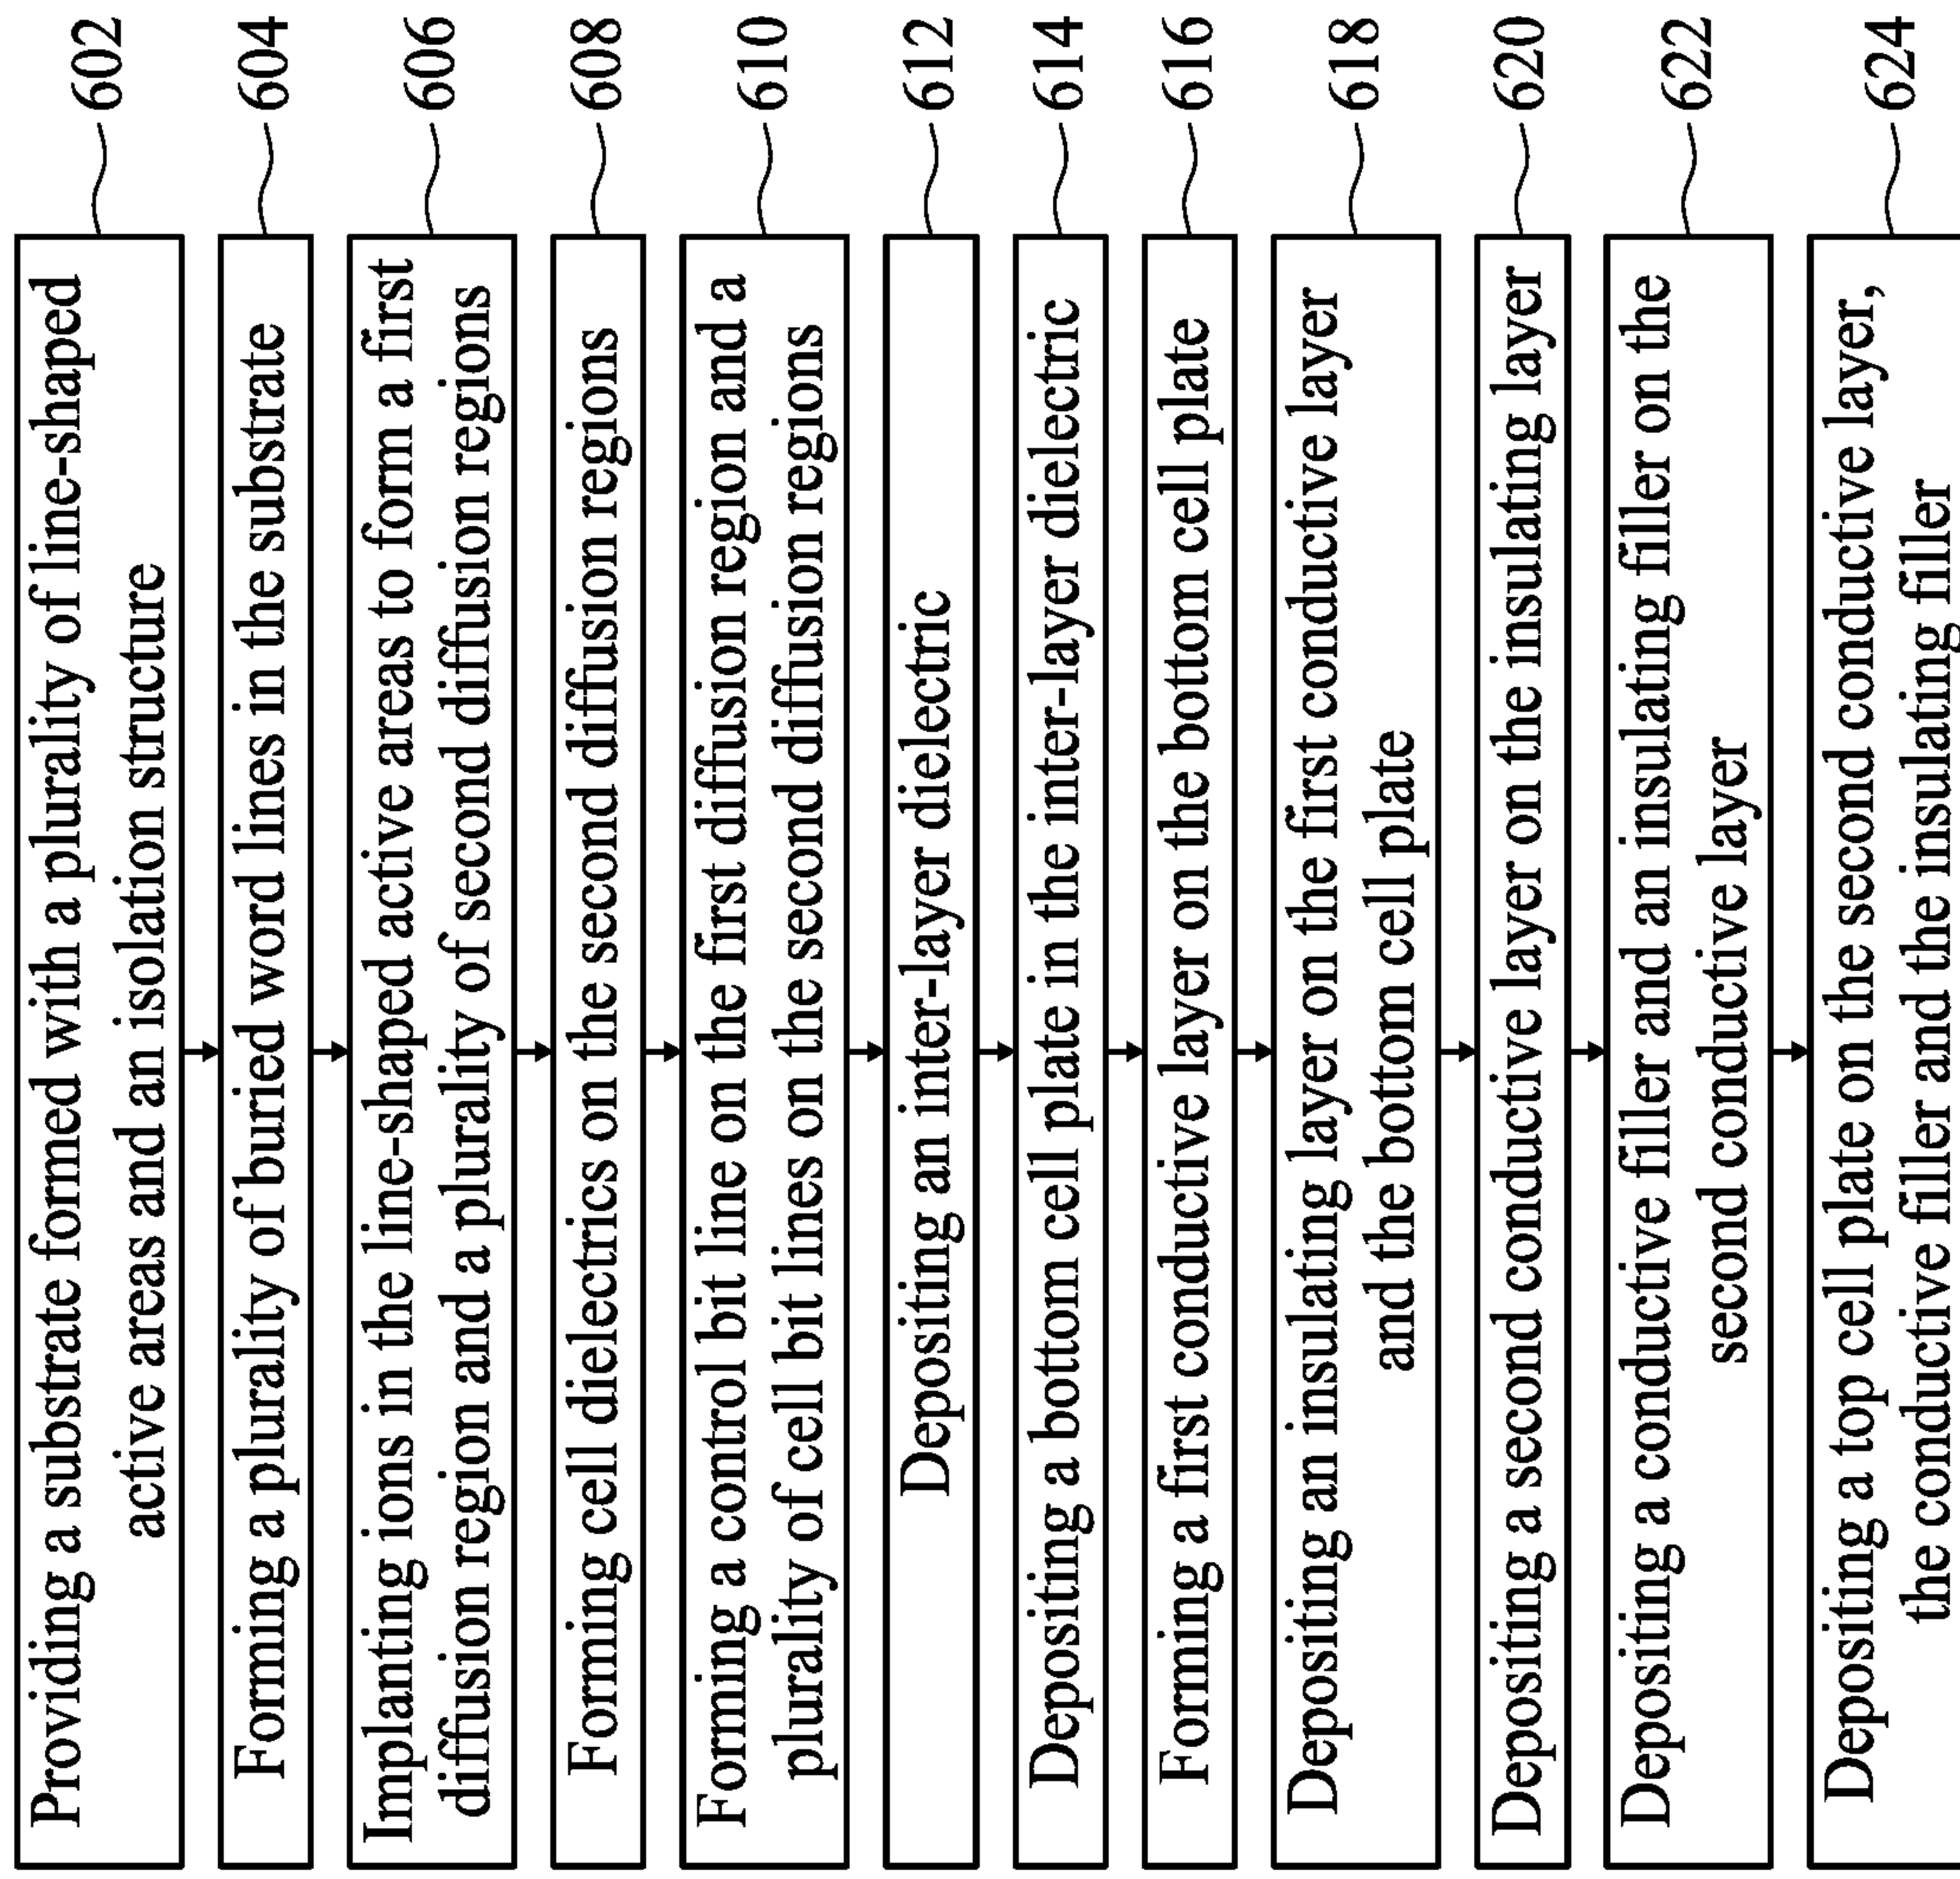 Providing a substrate formed with a plurality of line-shaped
active areas and an isolation structure
602
Forming a plurality of buried word lines in the substrate
604
Implanting ions in the line-shaped active areas to form a first
diffusion region and a plurality of second diffusion regions
606
Forming cell dielectrics on the second diffusion regions
608
Forming a control bit line on the first diffusion region and a
plurality of cell bit lines on the second diffusion regions
610
Depositing an inter-layer dielectric
612
Depositing a bottom cell plate in the inter-layer dielectric
614
Forming a first conductive layer on the bottom cell plate
616
Depositing an insulating layer on the first conductive layer
and the bottom cell plate
618
Depositing a second conductive layer on the insulating layer
620
Depositing a conductive filler and an insulating filler on the
second conductive layer
622
Depositing a top cell plate on the second conductive layer,
the conductive filler and the insulating filler
624